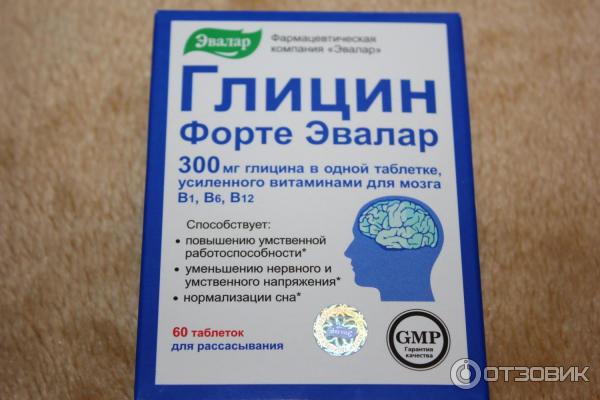 Эвалар
Фармацевтическая
компания «Эвалар»
Глицин
Форте Эвалар
300 мг глицина в одной таблетке,
усиленного витаминами для мозга
B1, B6, B12
Способствует:
• повышению умственной
работоспособности*
• уменьшению нервного и
умственного напряжения*
• нормализации сна*
60 таблеток
для рассасывания
GMP
Гарантия
качества
ОТЗОВИК